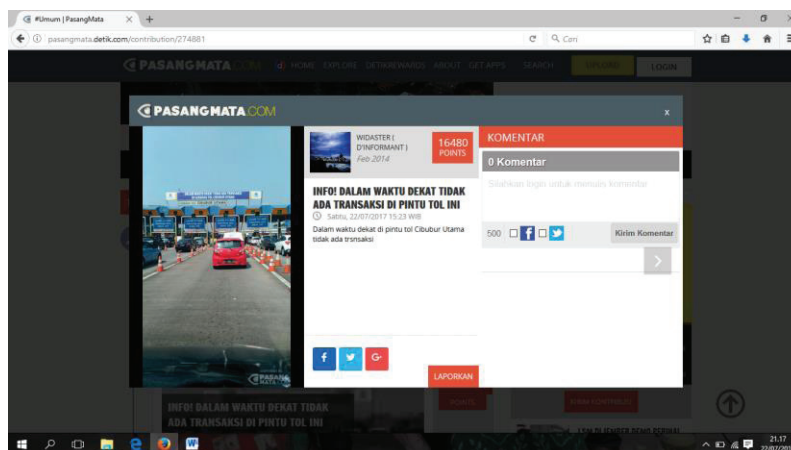 #Umum | PasangMata
pasangmata.detik.com/contribution/274881
Cari
PASANGMATA.COM HOME EXPLORE DETIKREWARDS ABOUT GET APPS SEARCH UPLOAD LOGIN
PASANGMATA.COM
x
WIDASTER (
D'INFORMANT )
Feb 2014
16480
POINTS
INFO! DALAM WAKTU DEKAT TIDAK
ADA TRANSAKSI DI PINTU TOL INI
Sabtu, 22/07/2017 15:23 WIB
Dalam waktu dekat di pintu tol Cibubur Utama
tidak ada trsnsaksi
LAPORKAN
KOMENTAR
0 Komentar
Silahkan login untuk menulis komentar
500
Kirim Komentar
INFO! DALAM WAKTU DEKAT TIDAK
ADA TRANSAKSI DI PINTU TOL INI
POINTS
21.17